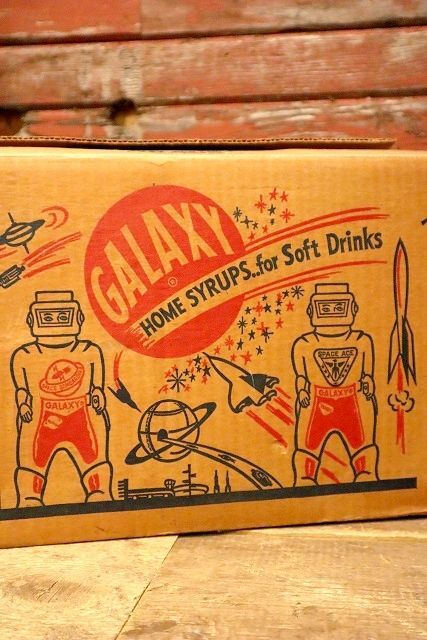 GALAXY®
HOME SYRUPS..for Soft Drinks
GALAXY
SPACE ACE
GALAXY